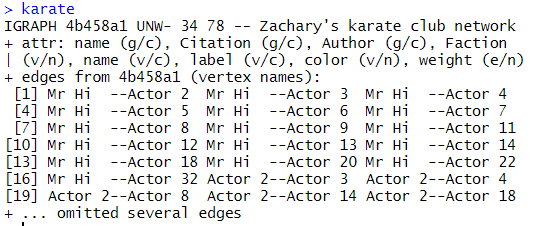 > karate
IGRAPH 4b458a1 UNW- 34 78 -- Zachary's karate club network
+ attr: name (g/c), Citation (g/c), Author (g/c), Faction
| (v/n), name (v/c), label (v/c), color (v/n), weight (e/n)
+ edges from 4b458a1 (vertex names):
 [1] Mr Hi  --Actor 2  Mr Hi  --Actor 3  Mr Hi  --Actor 4 
 [4] Mr Hi  --Actor 5  Mr Hi  --Actor 6  Mr Hi  --Actor 7 
 [7] Mr Hi  --Actor 8  Mr Hi  --Actor 9  Mr Hi  --Actor 11
[10] Mr Hi  --Actor 12 Mr Hi  --Actor 13 Mr Hi  --Actor 14
[13] Mr Hi  --Actor 18 Mr Hi  --Actor 20 Mr Hi  --Actor 22
[16] Mr Hi  --Actor 32 Actor 2--Actor 3  Actor 2--Actor 4 
[19] Actor 2--Actor 8  Actor 2--Actor 14 Actor 2--Actor 18
+ ... omitted several edges